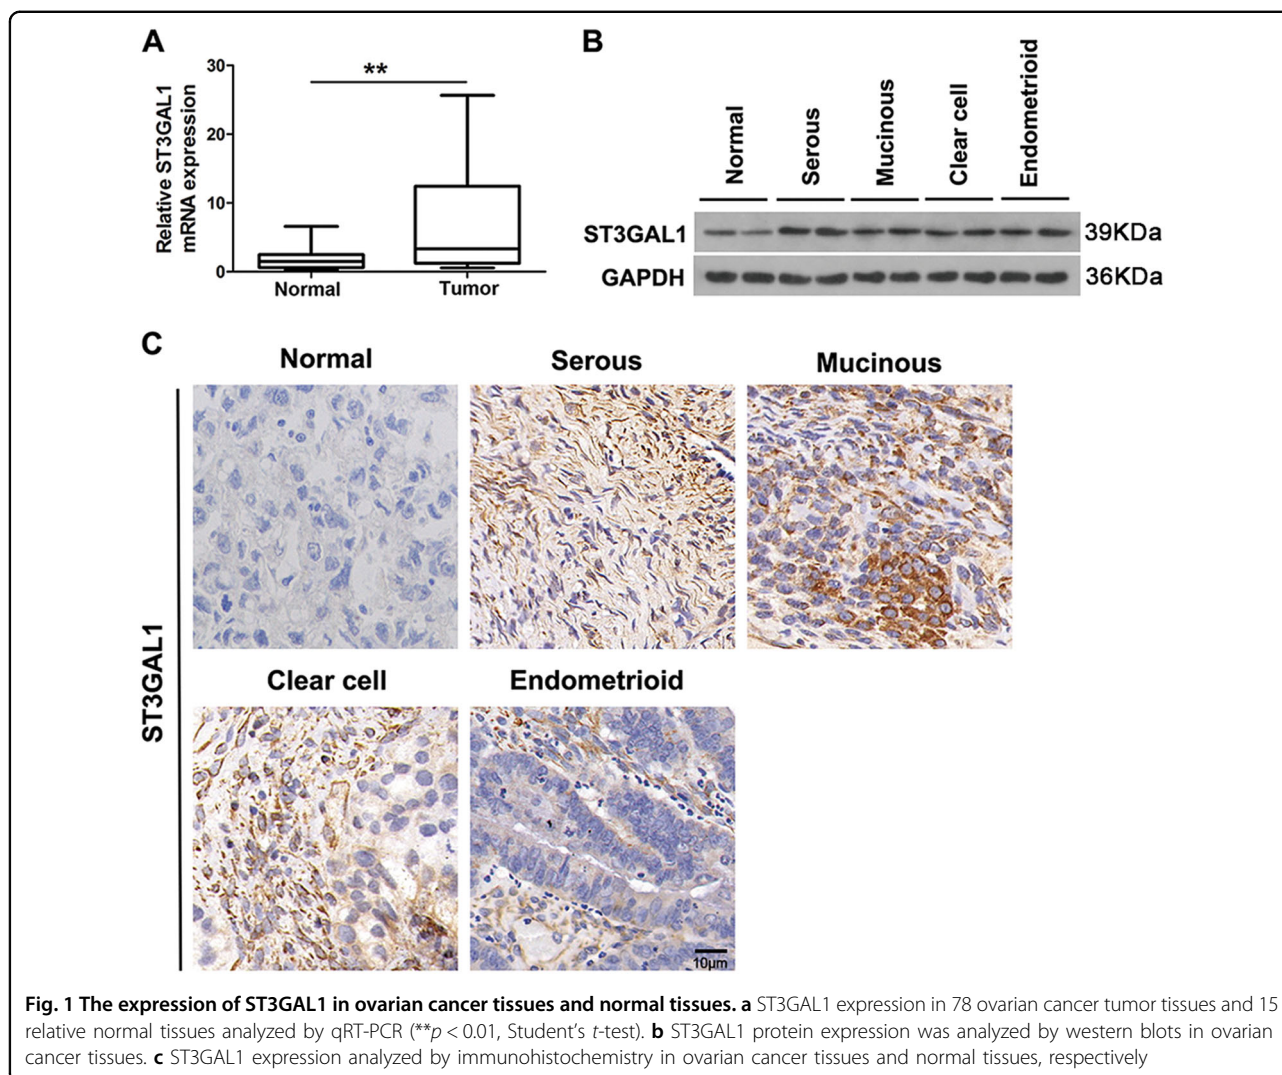 A
Relative ST3GAL1
mRNA expression
30
20
10
0
**
Normal
Tumor
B
Normal
Serous
Mucinous
Clear cell
Endometrioid
ST3GAL1
39KDa
GAPDH
36KDa
C
ST3GAL1
Normal
Serous
Mucinous
Clear cell
Endometrioid
10μm
Fig. 1 The expression of ST3GAL1 in ovarian cancer tissues and normal tissues. a ST3GAL1 expression in 78 ovarian cancer tumor tissues and 15
relative normal tissues analyzed by qRT-PCR (**p < 0.01, Student’s t-test). b ST3GAL1 protein expression was analyzed by western blots in ovarian
cancer tissues. c ST3GAL1 expression analyzed by immunohistochemistry in ovarian cancer tissues and normal tissues, respectively